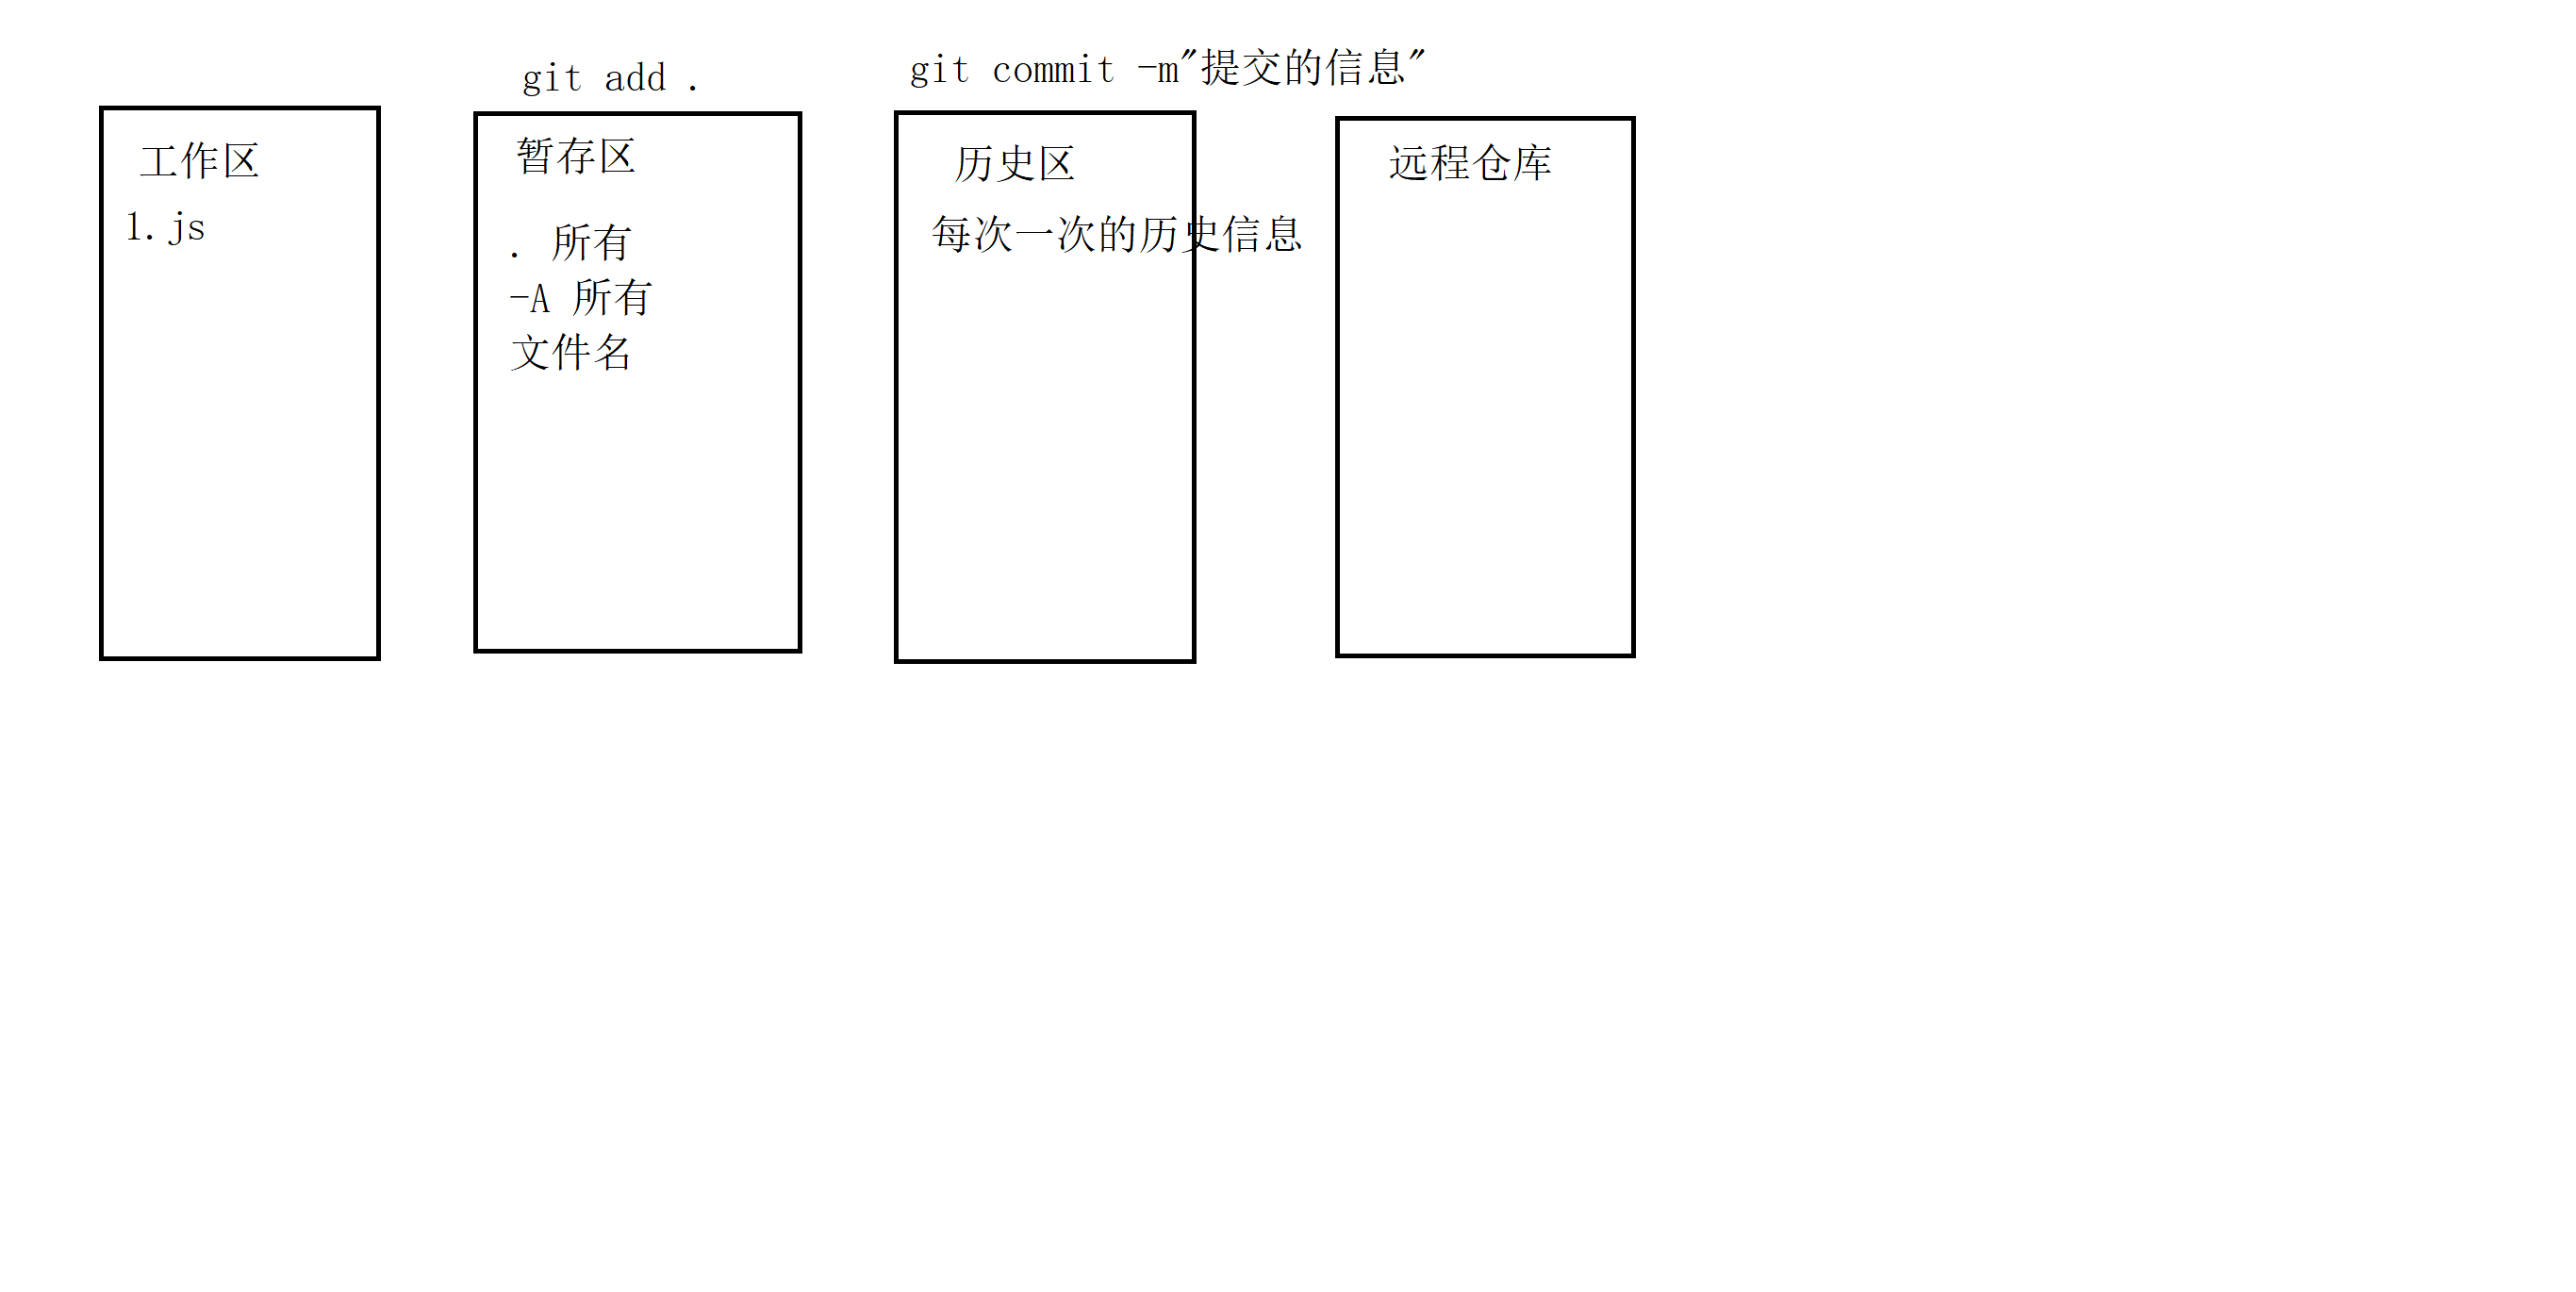 git add .
git commit -m"提交的信息"
工作区
1.js
暂存区
. 所有
-A 所有
文件名
历史区
每次一次的历史信息
远程仓库